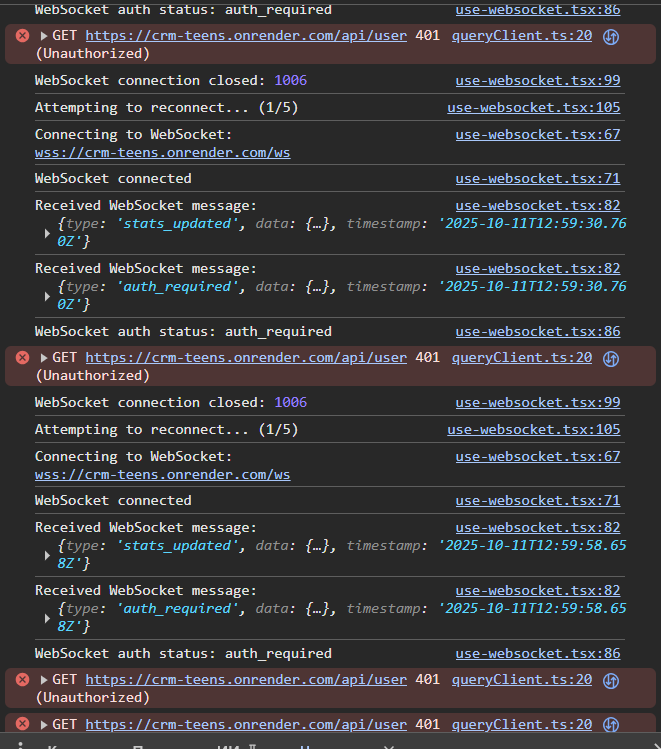 WebSocket auth status: auth_required use-websocket.tsx:86
GET https://crm-teens.onrender.com/api/user 401 queryClient.ts:20
(Unauthorized)
WebSocket connection closed: 1006 use-websocket.tsx:99
Attempting to reconnect... (1/5) use-websocket.tsx:105
Connecting to WebSocket: use-websocket.tsx:67
wss://crm-teens.onrender.com/ws
WebSocket connected use-websocket.tsx:71
Received WebSocket message: use-websocket.tsx:82
{type: 'stats_updated', data: {…}, timestamp: '2025-10-11T12:59:30.76
0Z'}
Received WebSocket message: use-websocket.tsx:82
{type: 'auth_required', data: {…}, timestamp: '2025-10-11T12:59:30.76
0Z'}
WebSocket auth status: auth_required use-websocket.tsx:86
GET https://crm-teens.onrender.com/api/user 401 queryClient.ts:20
(Unauthorized)
WebSocket connection closed: 1006 use-websocket.tsx:99
Attempting to reconnect... (1/5) use-websocket.tsx:105
Connecting to WebSocket: use-websocket.tsx:67
wss://crm-teens.onrender.com/ws
WebSocket connected use-websocket.tsx:71
Received WebSocket message: use-websocket.tsx:82
{type: 'stats_updated', data: {…}, timestamp: '2025-10-11T12:59:58.65
8Z'}
Received WebSocket message: use-websocket.tsx:82
{type: 'auth_required', data: {…}, timestamp: '2025-10-11T12:59:58.65
8Z'}
WebSocket auth status: auth_required use-websocket.tsx:86
GET https://crm-teens.onrender.com/api/user 401 queryClient.ts:20
(Unauthorized)
GET https://crm-teens.onrender.com/api/user 401 queryClient.ts:20